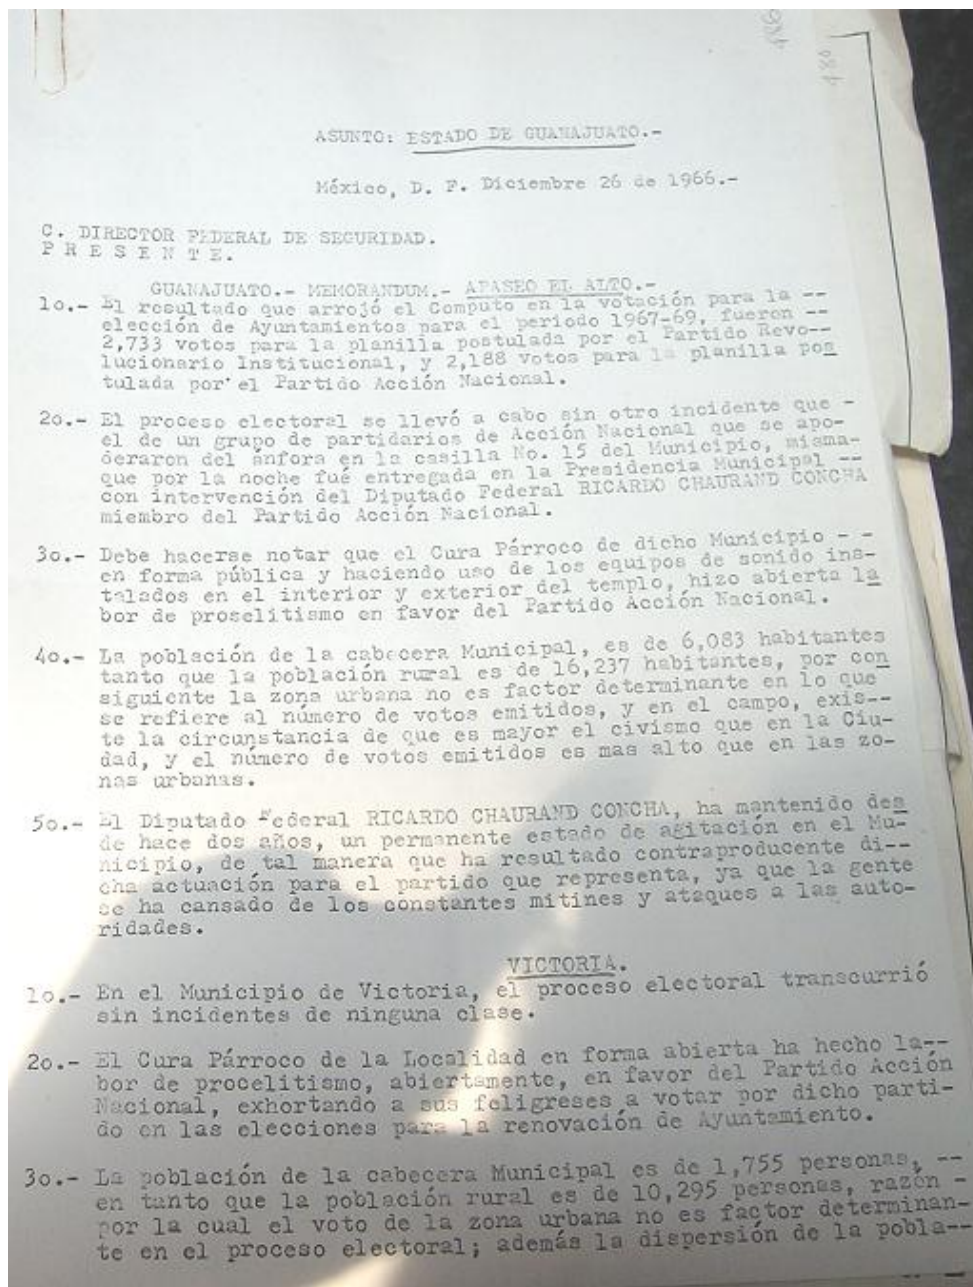 ASUNTO: ESTADO DE GUANAJUATO.-
México, D. F. Diciembre 26 de 1966.-
C. DIRECTOR FEDERAL DE SEGURIDAD.
P R E S E N T E.
GUANAJUATO.- MEMORANDUM.- APASEO EL ALTO.-
1o.- El resultado que arrojó el Computo en la votación para la --
elección de Ayuntamientos para el periodo 1967-69, fueron --
2,733 votos para la planilla postulada por el Partido Revo--
lucionario Institucional, y 2,188 votos para la planilla pos
tulada por el Partido Acción Nacional.
2o.- El proceso electoral se llevó a cabo sin otro incidente que -
el de un grupo de partidarios de Acción Nacional que se apo-
deraron del ánfora en la casilla No. 15 del Municipio, misma-
que por la noche fué entregada en la Presidencia Municipal --
con intervención del Diputado Federal RICARDO CHAURAND CONCHA
miembro del Partido Acción Nacional.
3o.- Debe hacerse notar que el Cura Párroco de dicho Municipio - -
en forma pública y haciendo uso de los equipos de sonido ins-
talados en el interior y exterior del templo, hizo abierta la
bor de proselitismo en favor del Partido Acción Nacional.
4o.- La población de la cabecera Municipal, es de 6,083 habitantes
tanto que la población rural es de 16,237 habitantes, por con
siguiente la zona urbana no es factor determinante en lo que
se refiere al número de votos emitidos, y en el campo, exis--
te la circunstancia de que es mayor el civismo que en la Ciu-
dad, y el número de votos emitidos es mas alto que en las zo-
nas urbanas.
5o.- El Diputado Federal RICARDO CHAURAND CONCHA, ha mantenido des
de hace dos años, un permanente estado de agitación en el Mu-
nicipio, de tal manera que ha resultado contraproducente di--
cha actuación para el partido que representa, ya que la gente
se ha cansado de los constantes mitines y ataques a las auto-
ridades.
VICTORIA.
1o.- En el Municipio de Victoria, el proceso electoral transcurrió
sin incidentes de ninguna clase.
2o.- El Cura Párroco de la Localidad en forma abierta ha hecho la--
bor de procelitismo, abiertamente, en favor del Partido Acción
Nacional, exhortando a sus feligreses a votar por dicho parti-
do en las elecciones para la renovación de Ayuntamiento.
3o.- La población de la cabecera Municipal es de 1,755 personas, --
en tanto que la población rural es de 10,295 personas, razón -
por la cual el voto de la zona urbana no es factor determinan-
te en el proceso electoral; además la dispersión de la pobla--